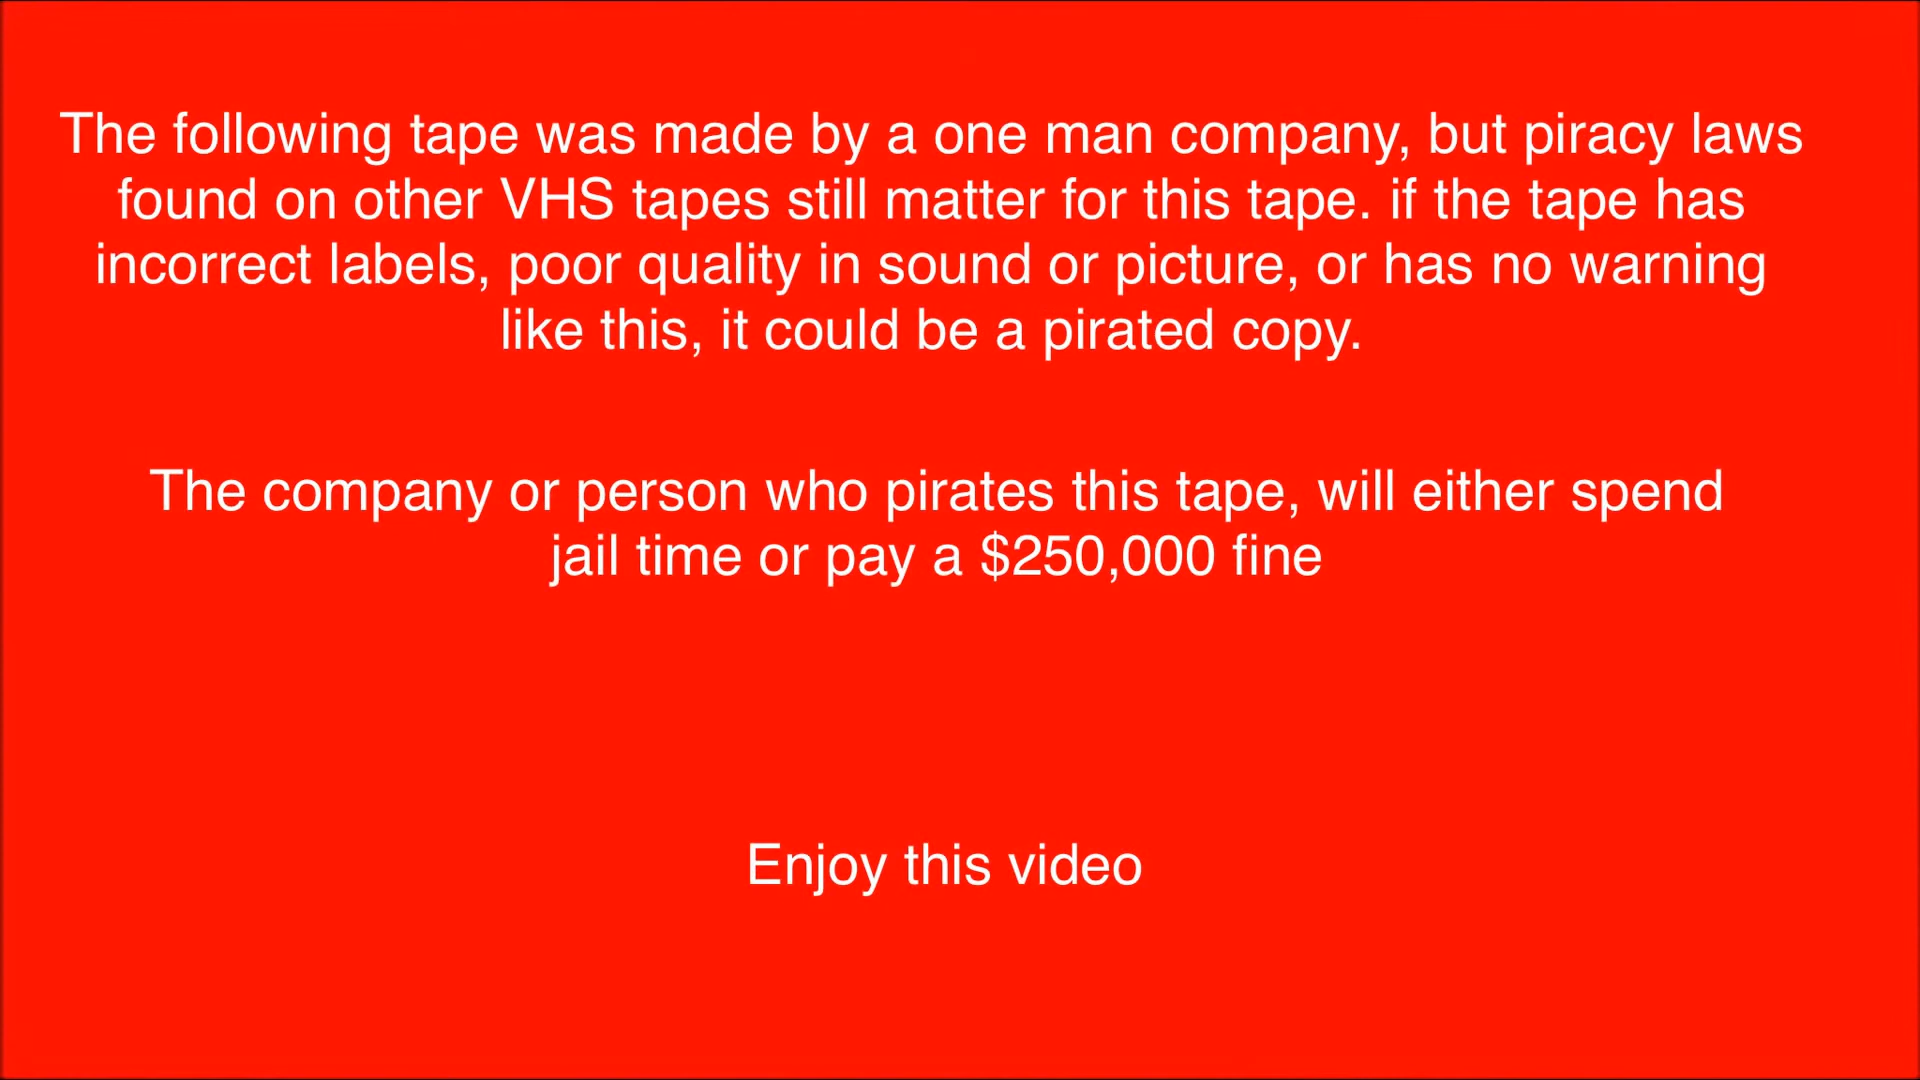 The following tape was made by a one man company, but piracy laws
found on other VHS tapes still matter for this tape. if the tape has
incorrect labels, poor quality in sound or picture, or has no warning
like this, it could be a pirated copy.
The company or person who pirates this tape, will either spend
jail time or pay a $250,000 fine
Enjoy this video